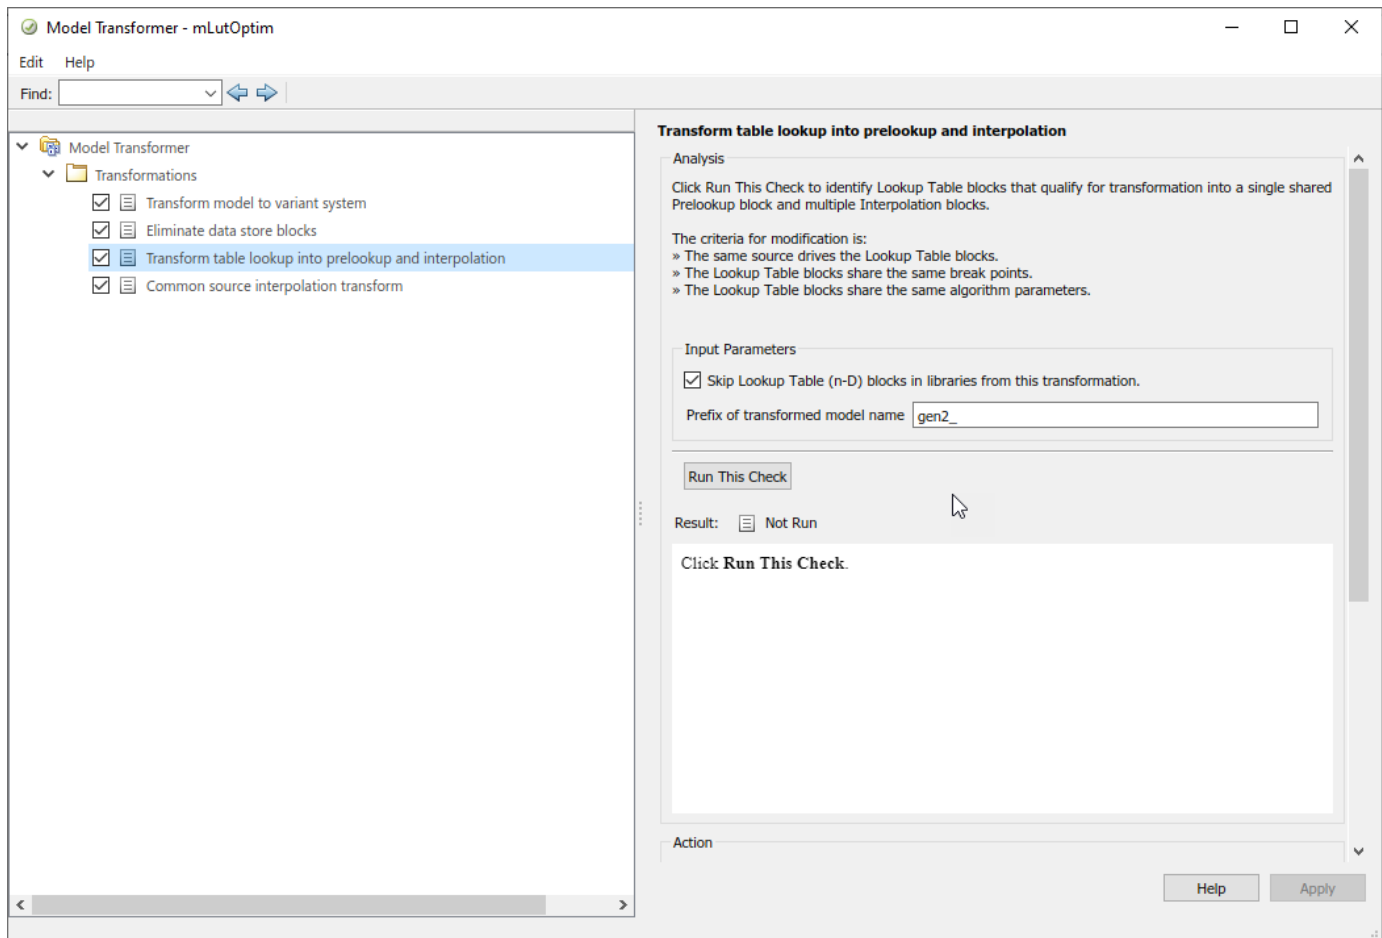 Model Transformer - mLutOptim
Edit Help
Find:
Model Transformer
Transformations
Transform model to variant system
Eliminate data store blocks
Transform table lookup into prelookup and interpolation
Common source interpolation transform
Transform table lookup into prelookup and interpolation
Analysis
Click Run This Check to identify Lookup Table blocks that qualify for transformation into a single shared
Prelookup block and multiple Interpolation blocks.
The criteria for modification is:
» The same source drives the Lookup Table blocks.
» The Lookup Table blocks share the same break points.
» The Lookup Table blocks share the same algorithm parameters.
Input Parameters
Skip Lookup Table (n-D) blocks in libraries from this transformation.
Prefix of transformed model name gen2_
Run This Check
Result: Not Run
Click Run This Check.
Action
Help Apply